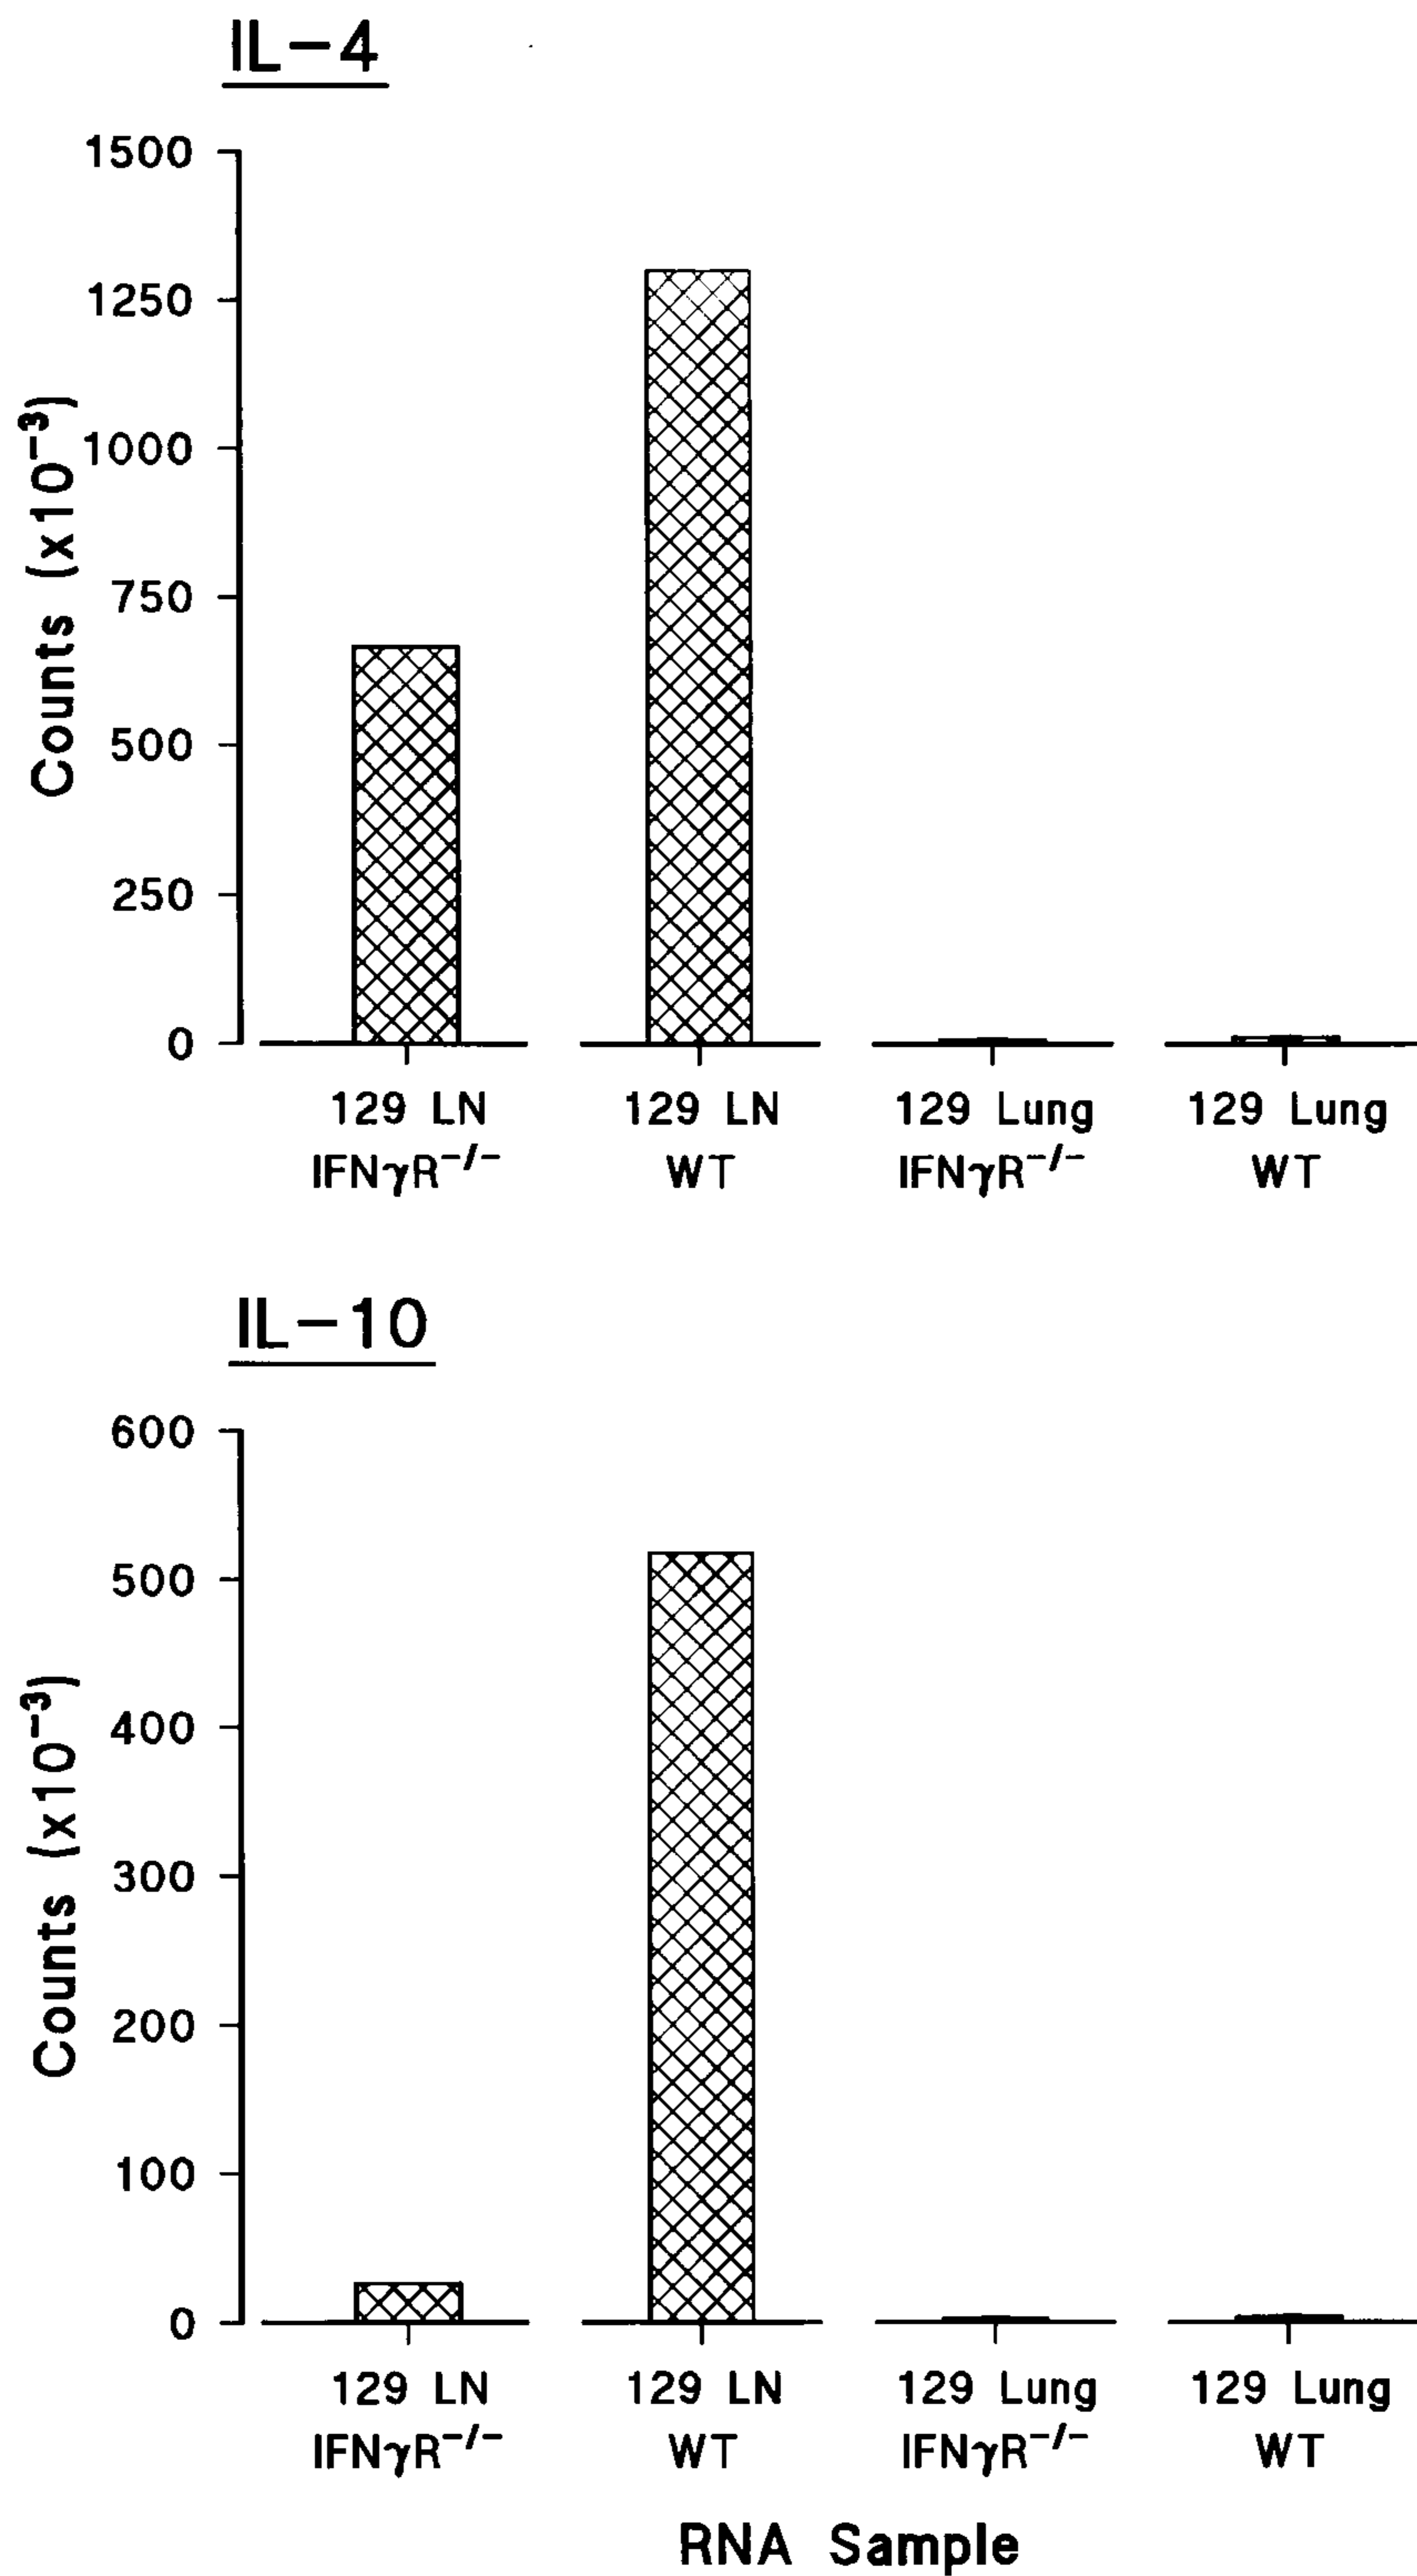 IL-4
1500
1250
1000
750
500
250
0
Counts (x10⁻³)
129 LN 129 LN 129 Lung 129 Lung
IFNγR⁻/⁻ WT IFNγR⁻/⁻ WT
IL-10
600
500
400
300
200
100
0
Counts (x10⁻³)
129 LN 129 LN 129 Lung 129 Lung
IFNγR⁻/⁻ WT IFNγR⁻/⁻ WT
RNA Sample